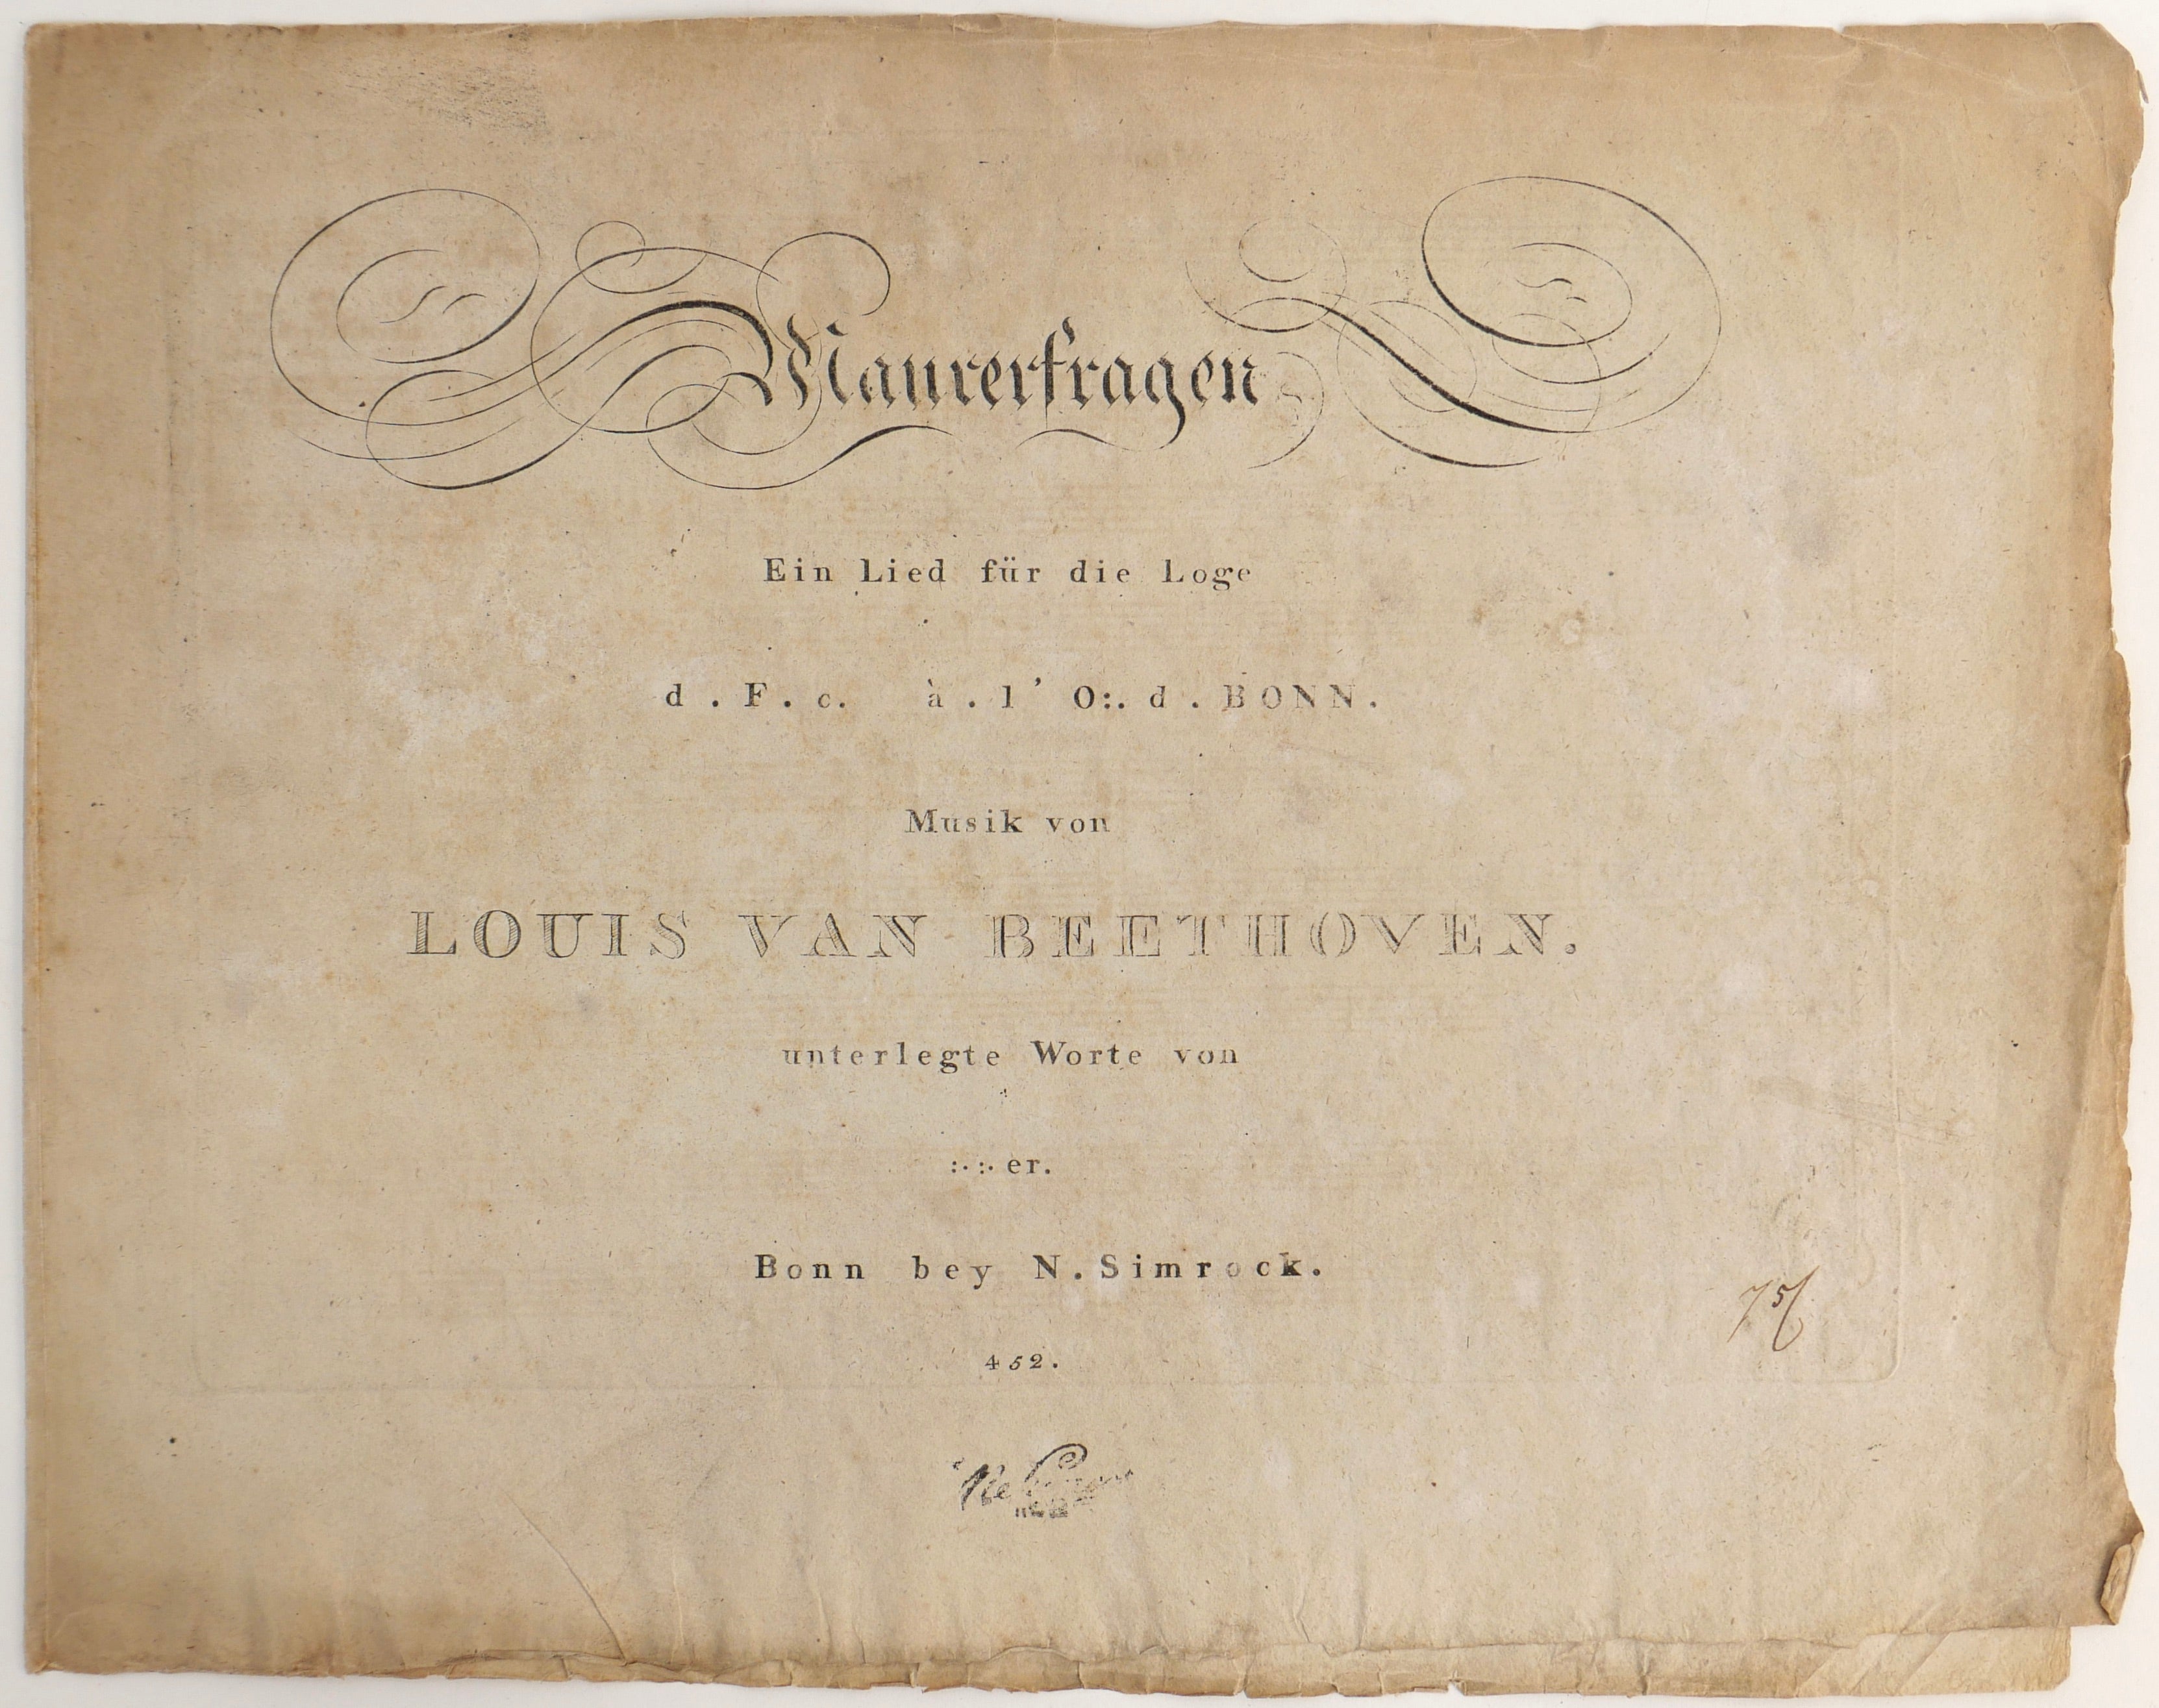 Maurerfragen
Ein Lied für die Loge
d . F . c. à . l' O:. d . BONN.
Musik von
LOUIS VAN BEETHOVEN.
unterlegte Worte von
:·:· er.
Bonn bey N. Simrock.
452.
75